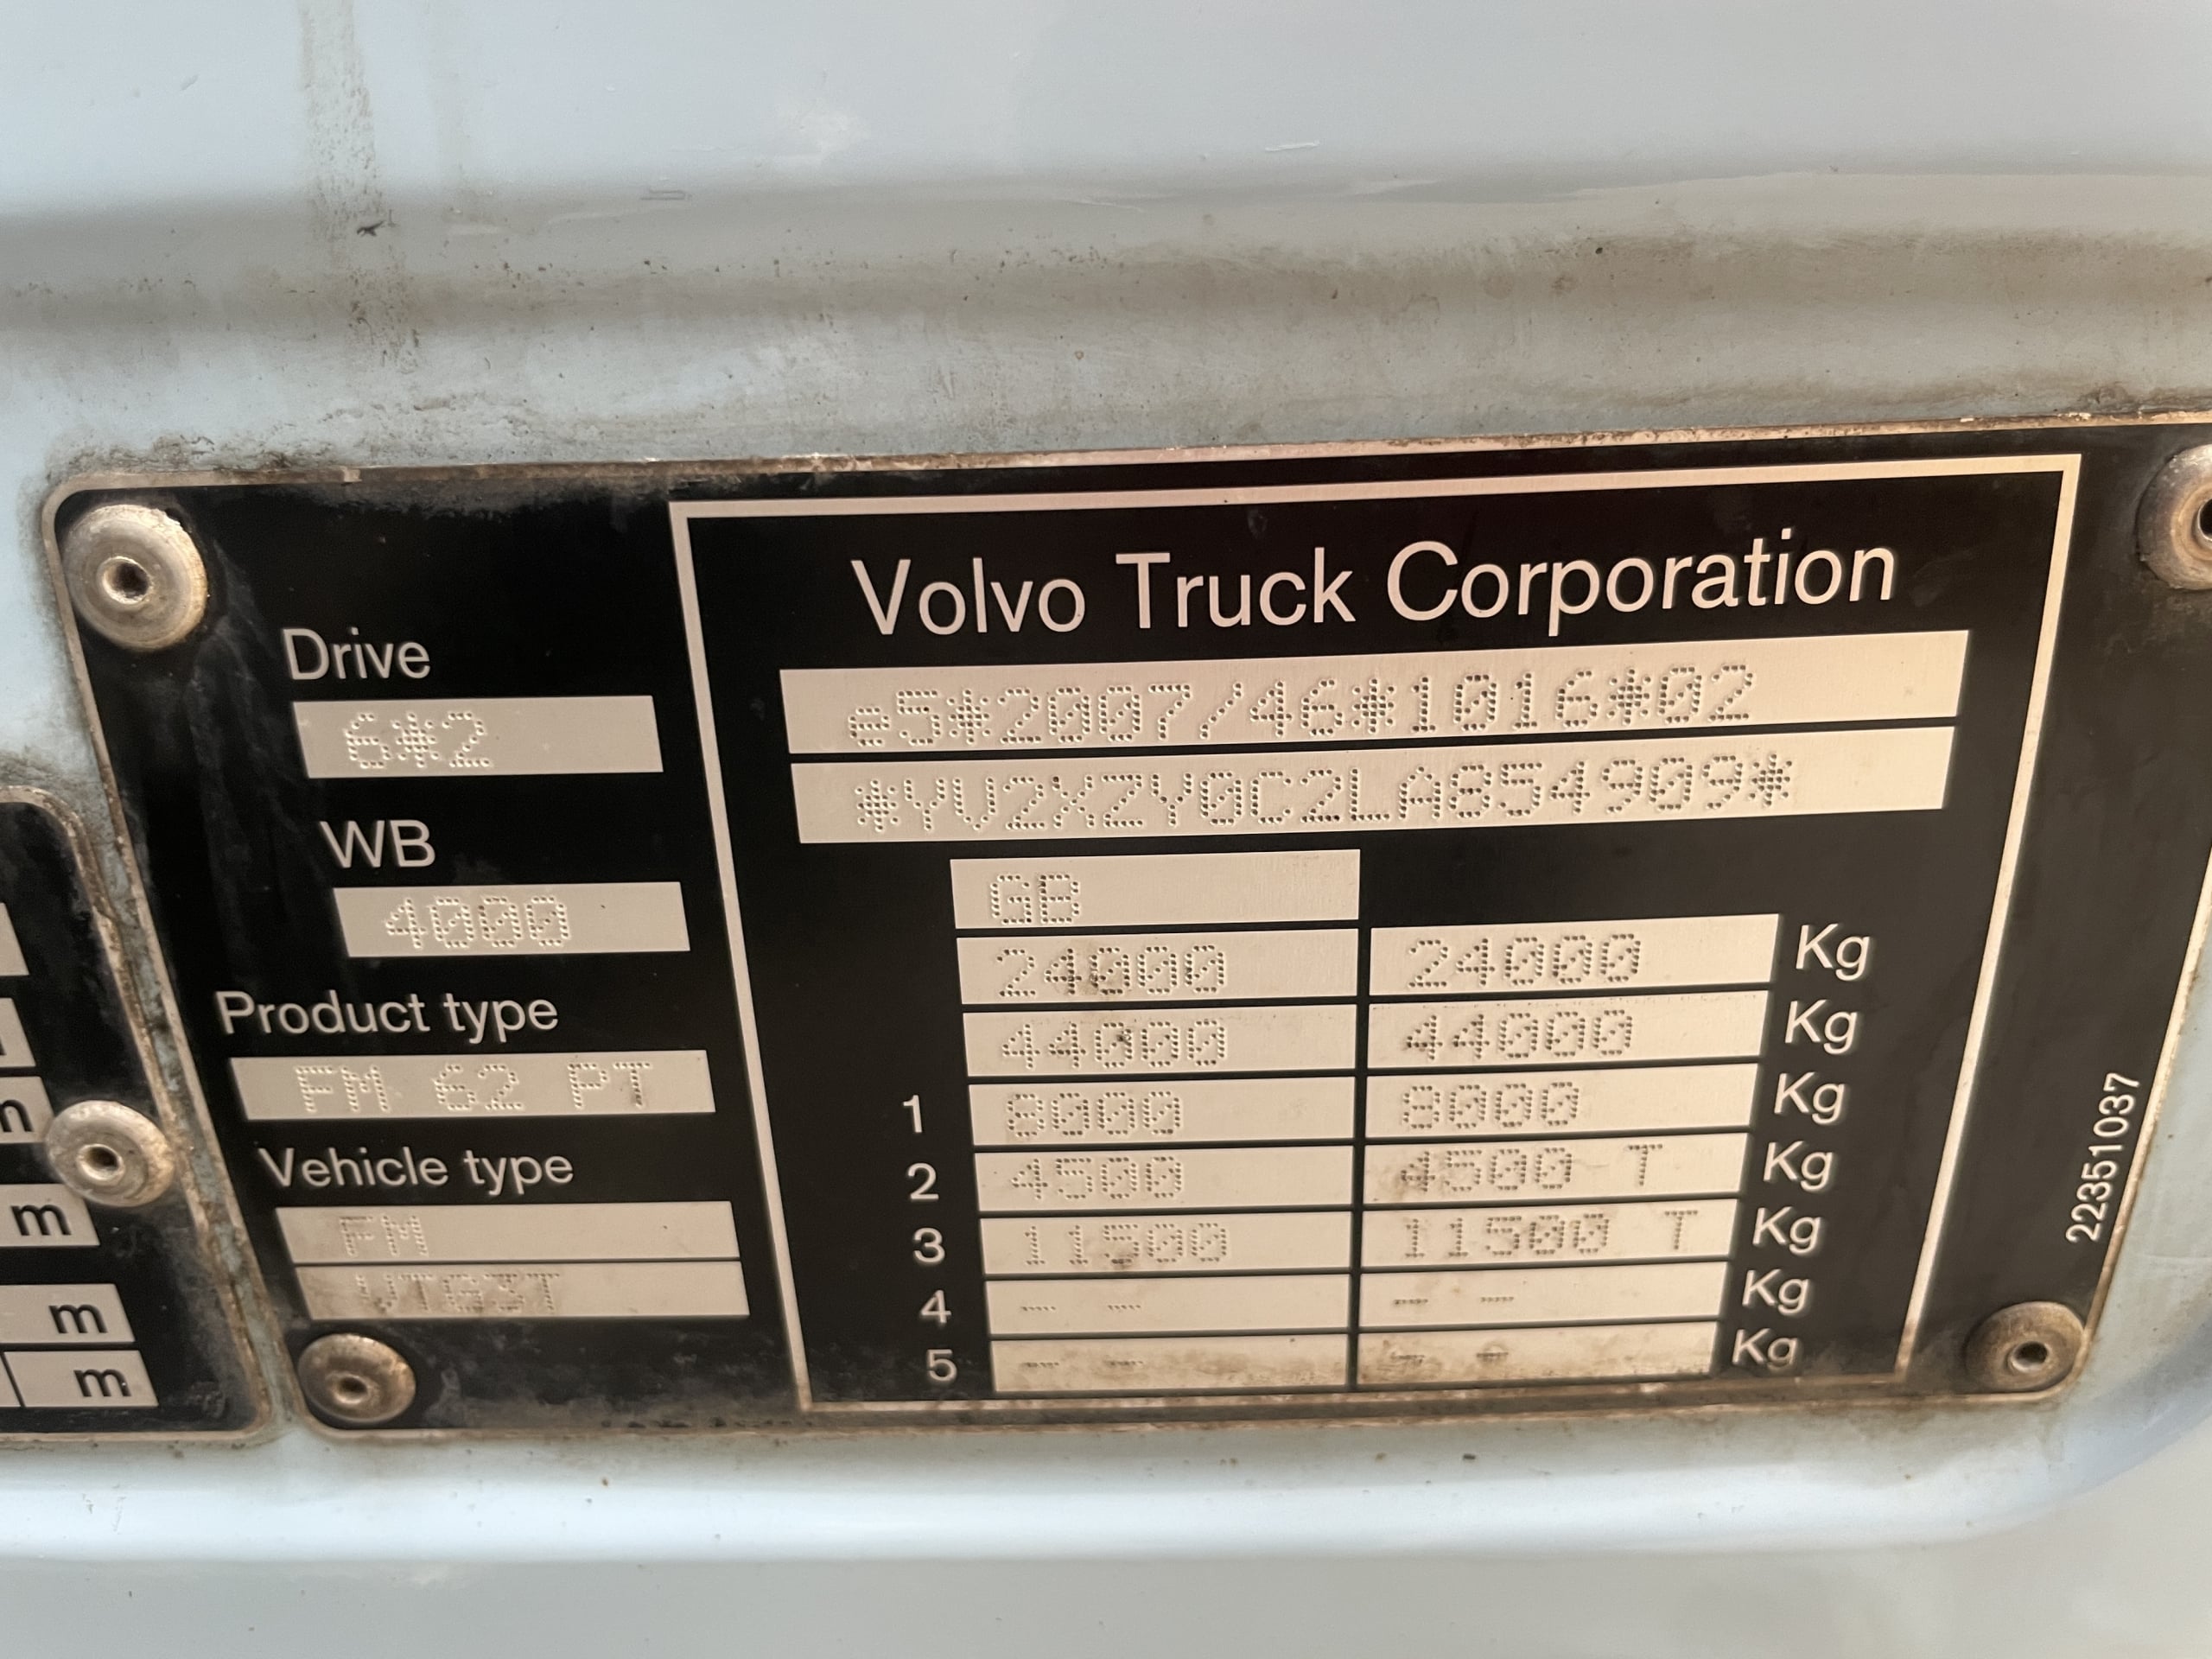 Volvo Truck Corporation
e5*2007/46*1016*02
*YV2XZY0C2LA854909*
GB
24000 24000 Kg
44000 44000 Kg
1 8000 8000 Kg
2 4500 4500 T Kg
3 11500 11500 T Kg
4 -- -- -- -- Kg
5 -- -- -- -- Kg
Drive
6*2
WB
4000
Product type
FM 62 PT
Vehicle type
FM
VTG3T
22351037
m
m
m